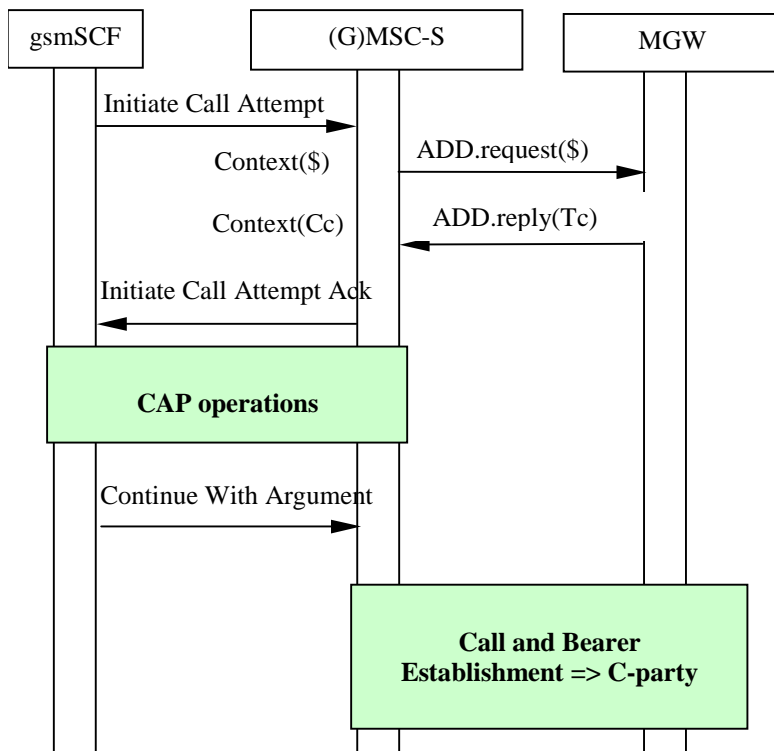 gsmSCF
(G)MSC-S
MGW
Initiate Call Attempt
Context($)
ADD.request($)
Context(Cc)
ADD.reply(Tc)
Initiate Call Attempt Ack
CAP operations
Continue With Argument
Call and Bearer
Establishment => C-party